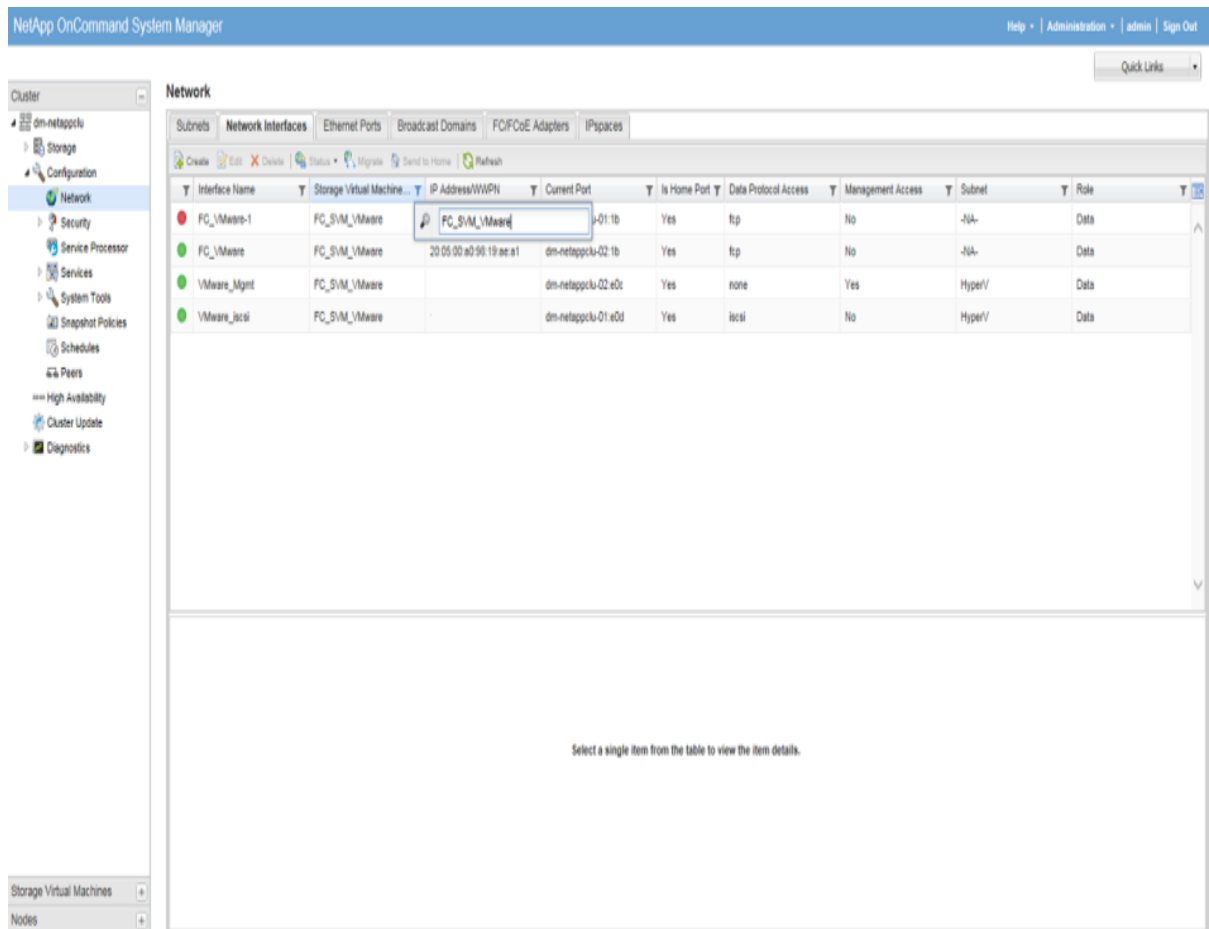 NetApp OnCommand System Manager
Help | Administration | admin | Sign Out
Quick Links
Cluster
dm-netappclu
Storage
Configuration
Network
Security
Service Processor
Services
System Tools
Snapshot Policies
Schedules
Peers
High Availability
Cluster Update
Diagnostics
Storage Virtual Machines
Nodes
Network
Subnets Network Interfaces Ethernet Ports Broadcast Domains FC/FCoE Adapters IPspaces
Create Edit Delete Status Migrate Send to Home Refresh
Interface Name Storage Virtual Machine... IP Address/WWPN Current Port Is Home Port Data Protocol Access Management Access Subnet Role
FC_VMware-1 FC_SVM_VMware FC_SVM_VMware u-01:1b Yes fcp No -NA- Data
FC_VMware FC_SVM_VMware 20:05:00:a0:98:19:ae:a1 dm-netappclu-02:1b Yes fcp No -NA- Data
VMware_Mgmt FC_SVM_VMware dm-netappclu-02:e0c Yes none Yes HyperV Data
VMware_iscsi FC_SVM_VMware dm-netappclu-01:e0d Yes iscsi No HyperV Data
Select a single item from the table to view the item details.